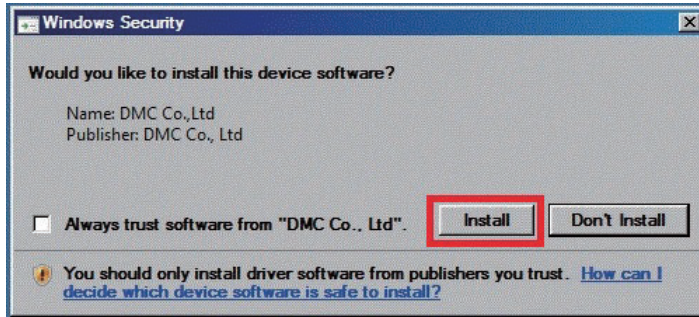 Windows Security
Would you like to install this device software?
Name: DMC Co.,Ltd
Publisher: DMC Co., Ltd
Always trust software from "DMC Co., Ltd".
Install
Don't Install
You should only install driver software from publishers you trust. How can I
decide which device software is safe to install?